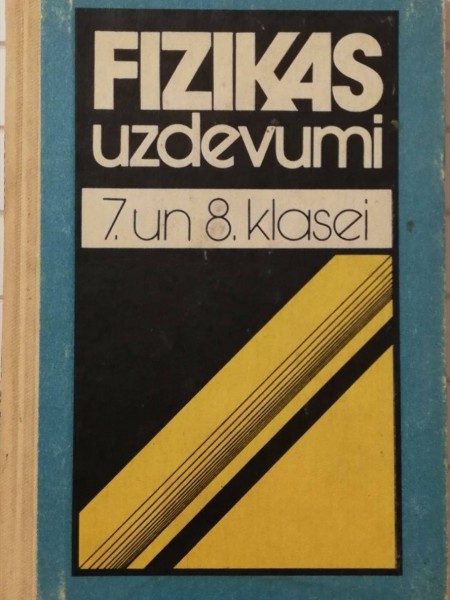 FIZIKAS
uzdevumi
7. un 8. klasei